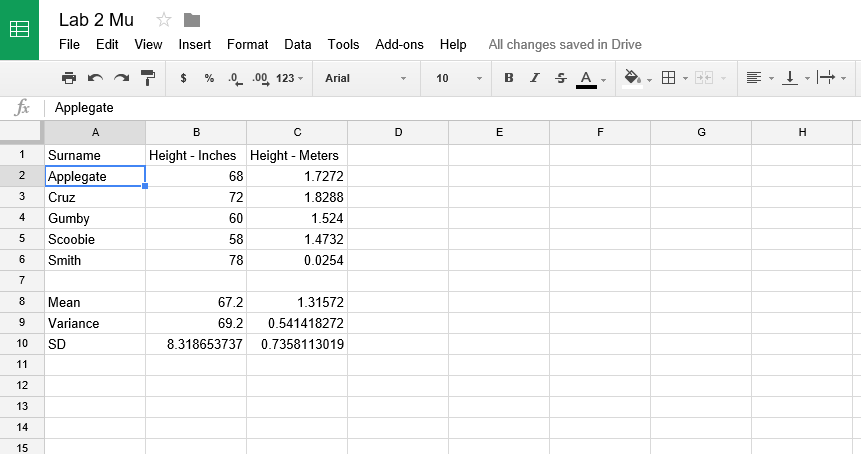 Lab 2 Mu
File Edit View Insert Format Data Tools Add-ons Help All changes saved in Drive
$ % .0 .00 123 Arial 10 B I S A
fx Applegate
A B C D E F G H
1 Surname Height - Inches Height - Meters
2 Applegate 68 1.7272
3 Cruz 72 1.8288
4 Gumby 60 1.524
5 Scoobie 58 1.4732
6 Smith 78 0.0254
7
8 Mean 67.2 1.31572
9 Variance 69.2 0.541418272
10 SD 8.318653737 0.7358113019
11
12
13
14
15